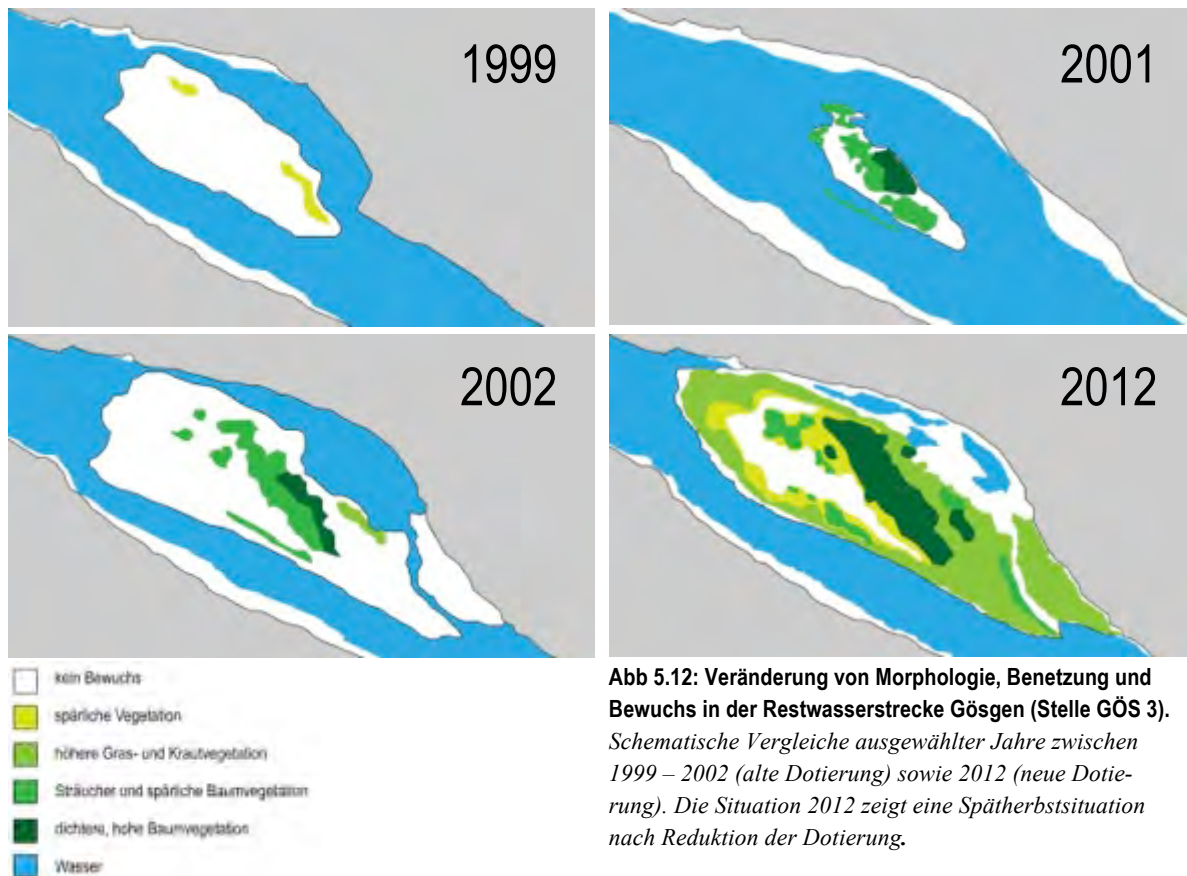 1999
2001
2002
2012
kein Bewuchs
spärliche Vegetation
höhere Gras- und Krautvegetation
Sträucher und spärliche Baumvegetation
dichtere, hohe Baumvegetation
Wasser
Abb 5.12: Veränderung von Morphologie, Benetzung und
Bewuchs in der Restwasserstrecke Gösgen (Stelle GÖS 3).
Schematische Vergleiche ausgewählter Jahre zwischen
1999 – 2002 (alte Dotierung) sowie 2012 (neue Dotie-
rung). Die Situation 2012 zeigt eine Spätherbstsituation
nach Reduktion der Dotierung.